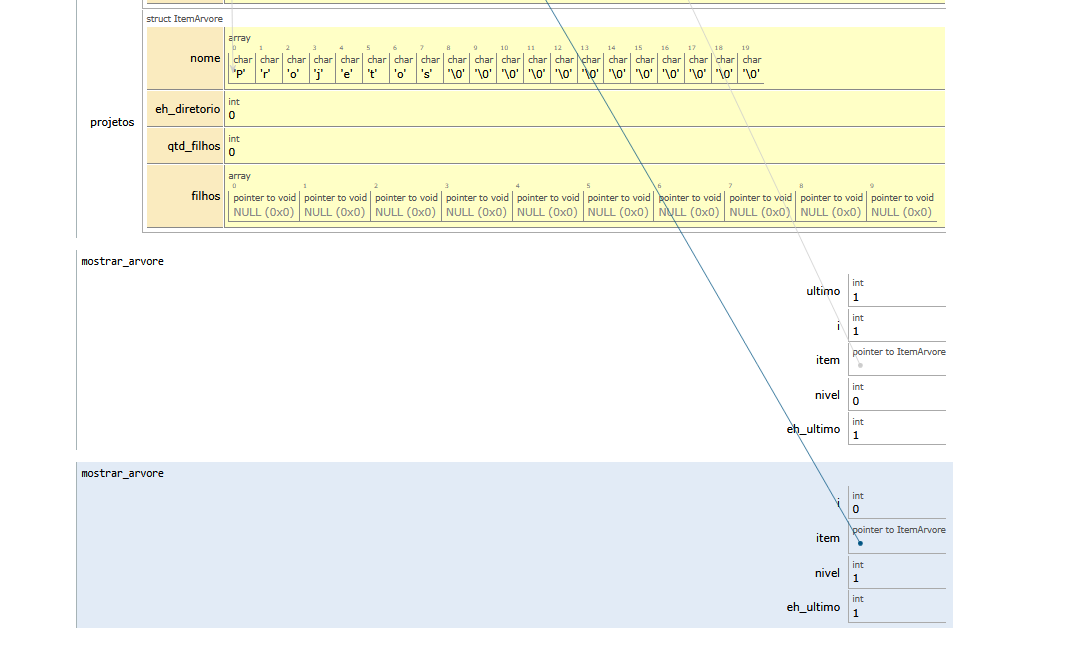 struct ItemArvore
array
0 1 2 3 4 5 6 7 8 9 10 11 12 13 14 15 16 17 18 19
char char char char char char char char char char char char char char char char char char char char
nome 'P' 'r' 'o' 'j' 'e' 't' 'o' 's' '\0' '\0' '\0' '\0' '\0' '\0' '\0' '\0' '\0' '\0' '\0' '\0'
int
eh_diretorio 0
projetos
int
qtd_filhos 0
array
0 1 2 3 4 5 6 7 8 9
filhos pointer to void pointer to void pointer to void pointer to void pointer to void pointer to void pointer to void pointer to void pointer to void pointer to void
NULL (0x0) NULL (0x0) NULL (0x0) NULL (0x0) NULL (0x0) NULL (0x0) NULL (0x0) NULL (0x0) NULL (0x0) NULL (0x0)
mostrar_arvore
int
ultimo 1
int
i 1
pointer to ItemArvore
item
int
nivel 0
int
eh_ultimo 1
mostrar_arvore
int
i 0
pointer to ItemArvore
item
int
nivel 1
int
eh_ultimo 1